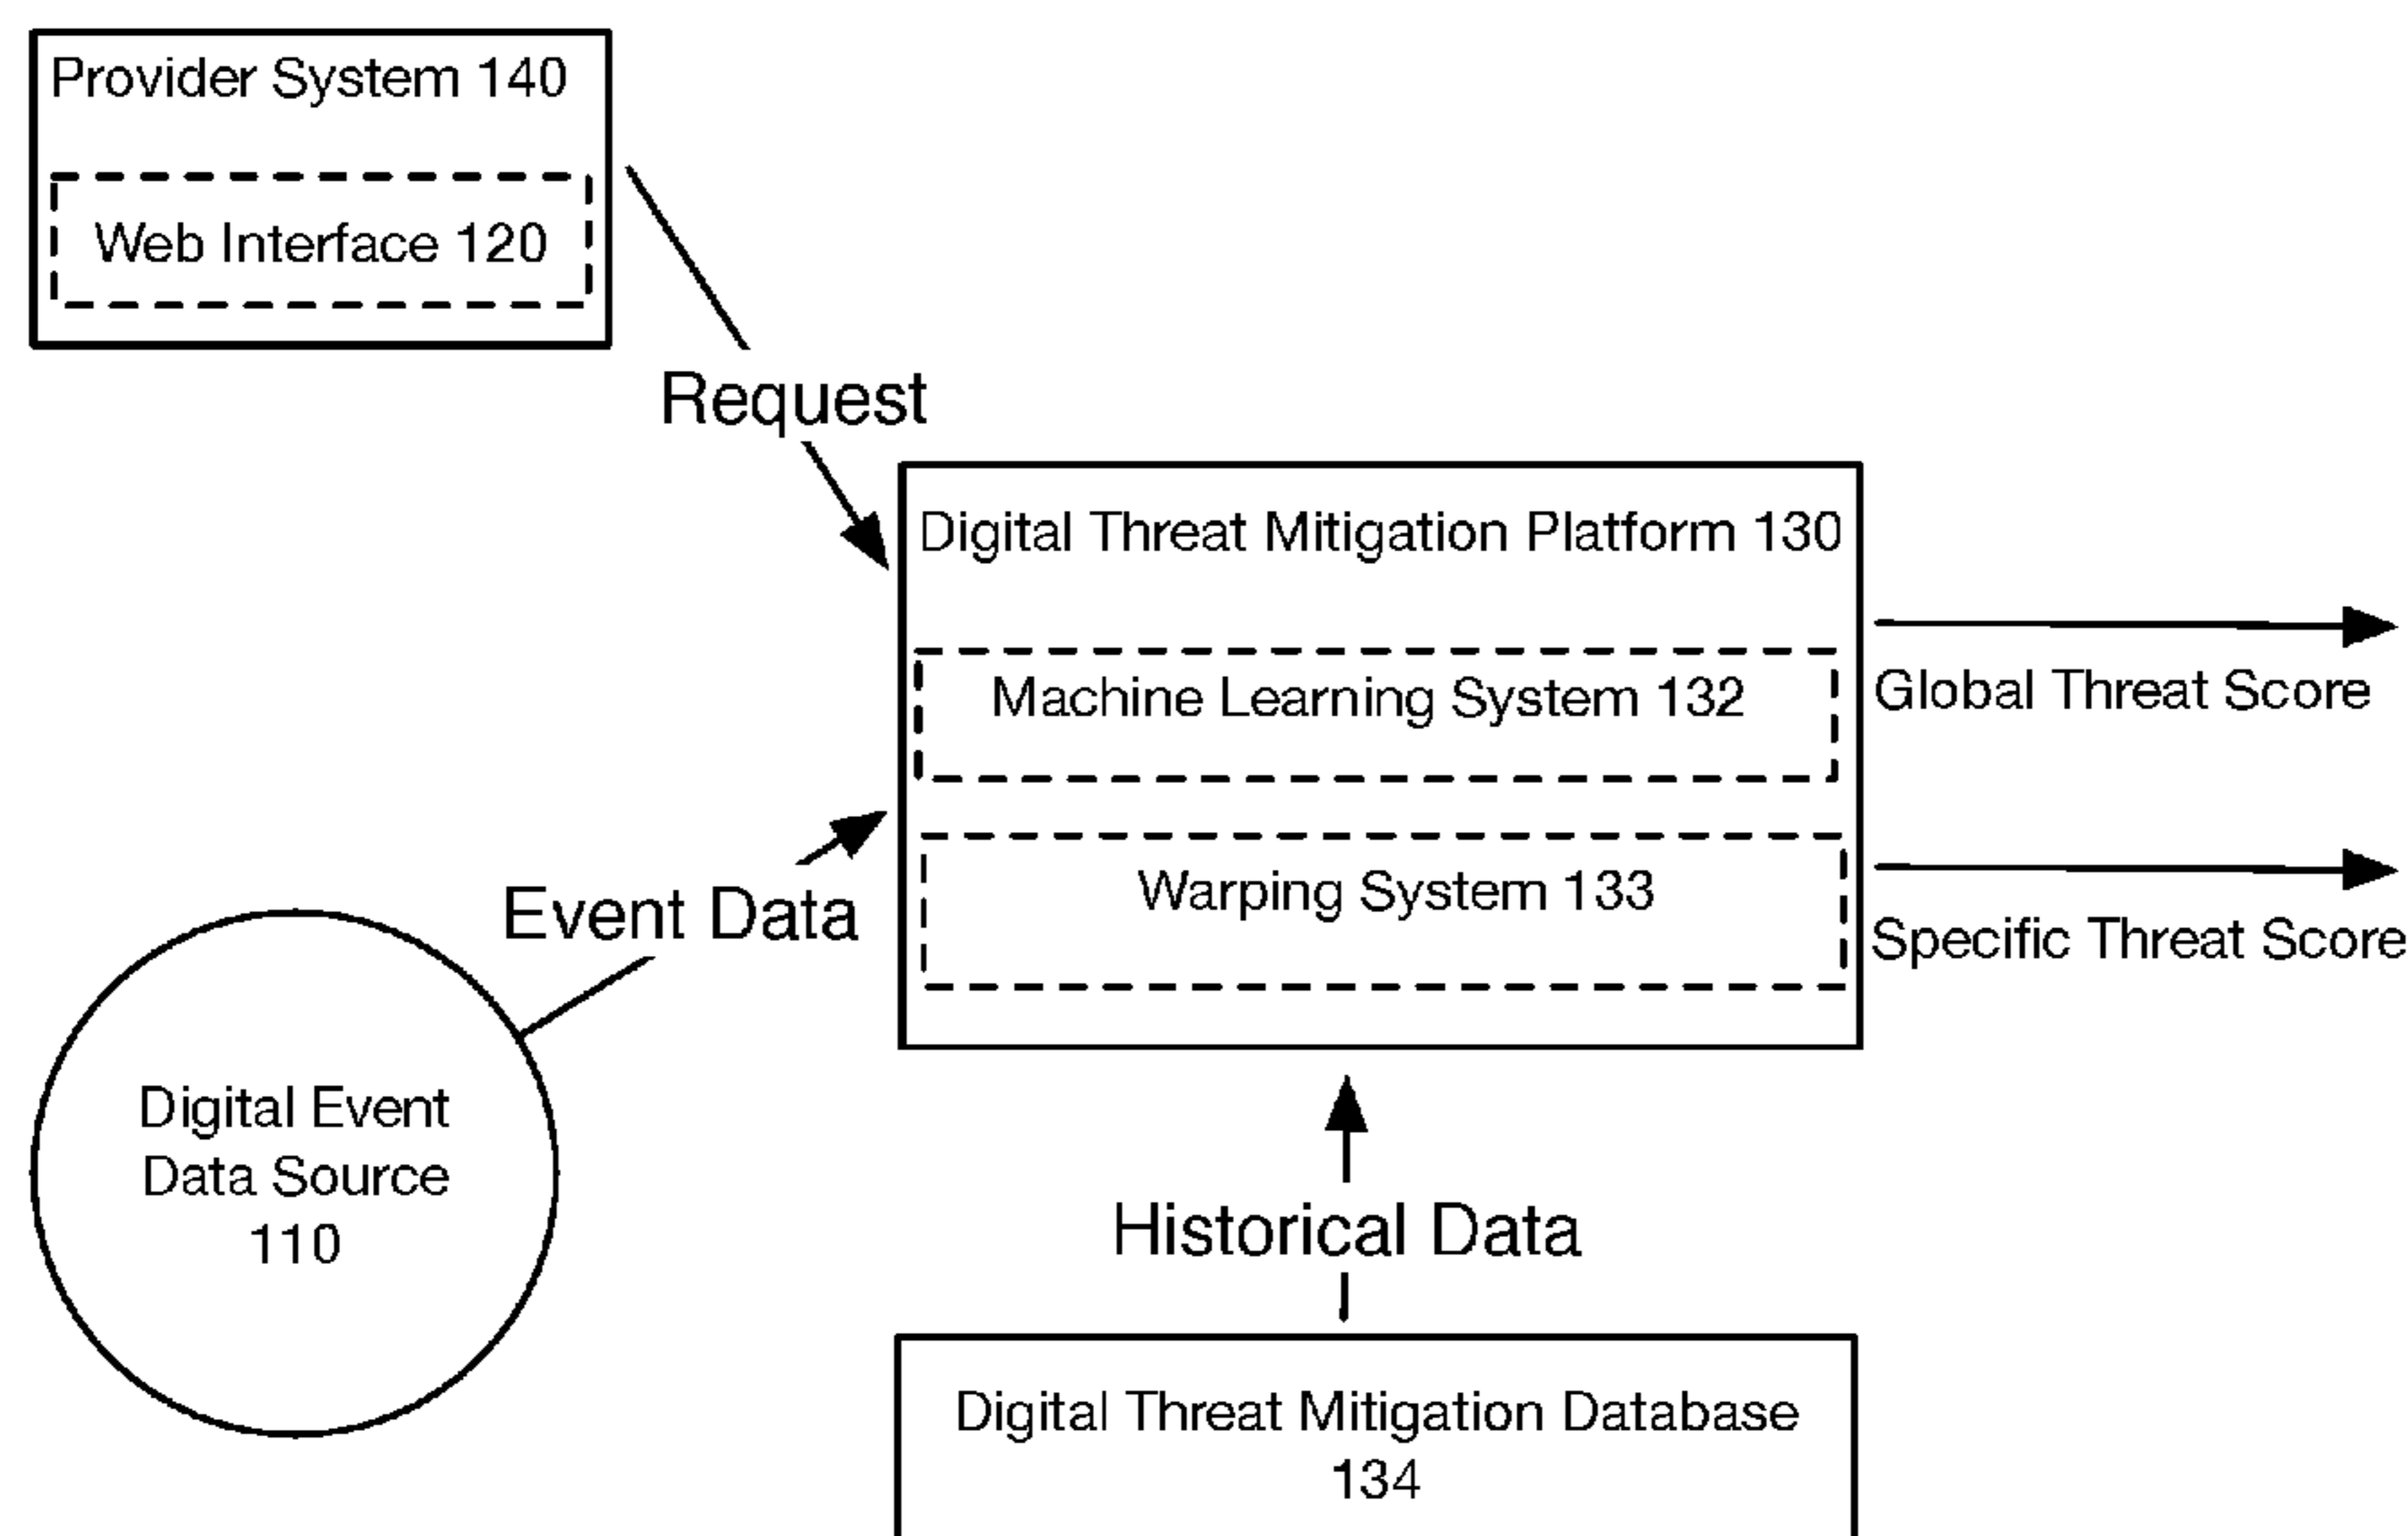 Provider System 140
Web Interface 120
Request
Digital Threat Mitigation Platform 130
Machine Learning System 132
Global Threat Score
Warping System 133
Specific Threat Score
Event Data
Digital Event
Data Source
110
Historical Data
Digital Threat Mitigation Database
134